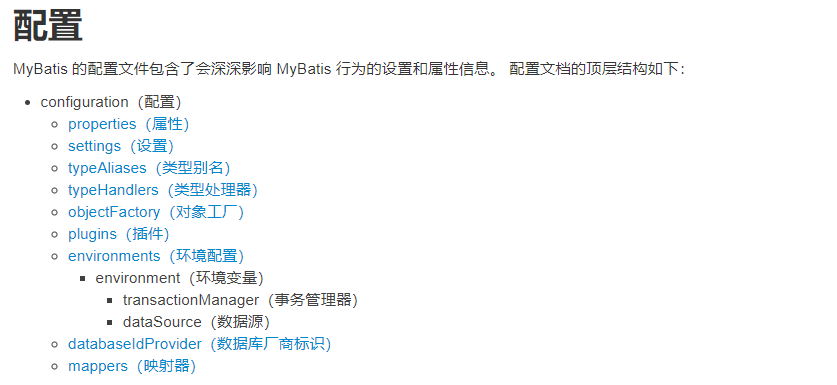 配置
MyBatis 的配置文件包含了会深深影响 MyBatis 行为的设置和属性信息。 配置文档的顶层结构如下：
configuration（配置）
properties（属性）
settings（设置）
typeAliases（类型别名）
typeHandlers（类型处理器）
objectFactory（对象工厂）
plugins（插件）
environments（环境配置）
environment（环境变量）
transactionManager（事务管理器）
dataSource（数据源）
databaseIdProvider（数据库厂商标识）
mappers（映射器）